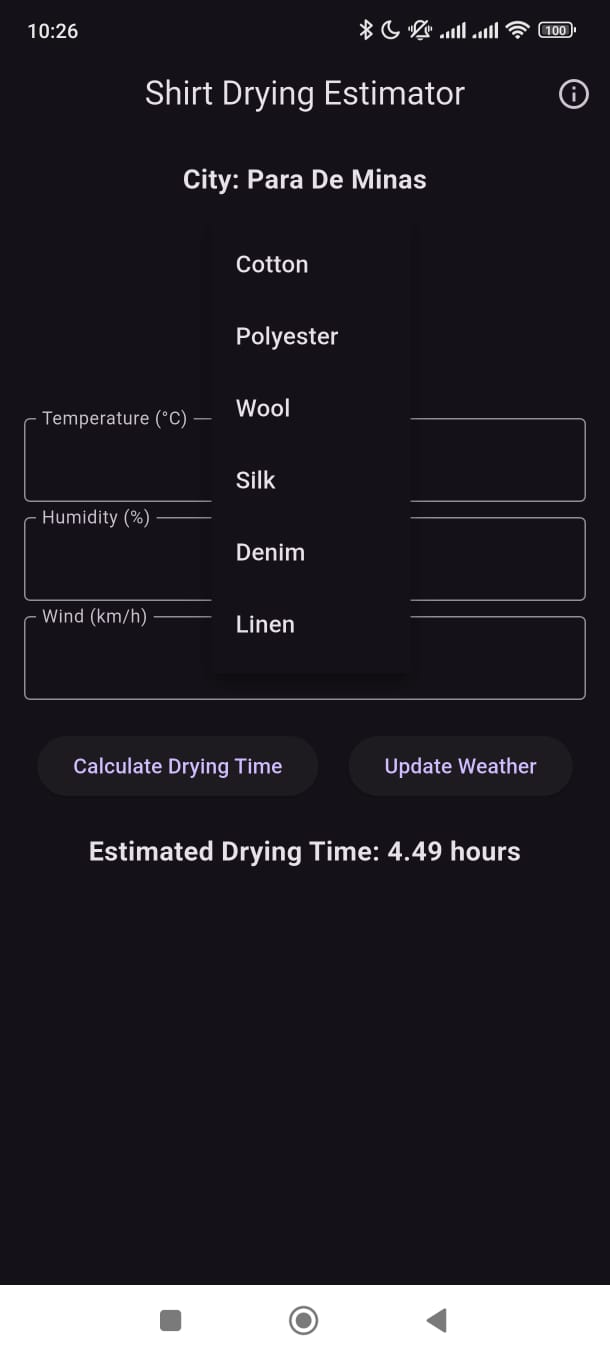 10:26
100
Shirt Drying Estimator
City: Para De Minas
Cotton
Polyester
Temperature (°C)
Wool
Silk
Humidity (%)
Denim
Wind (km/h)
Linen
Calculate Drying Time
Update Weather
Estimated Drying Time: 4.49 hours